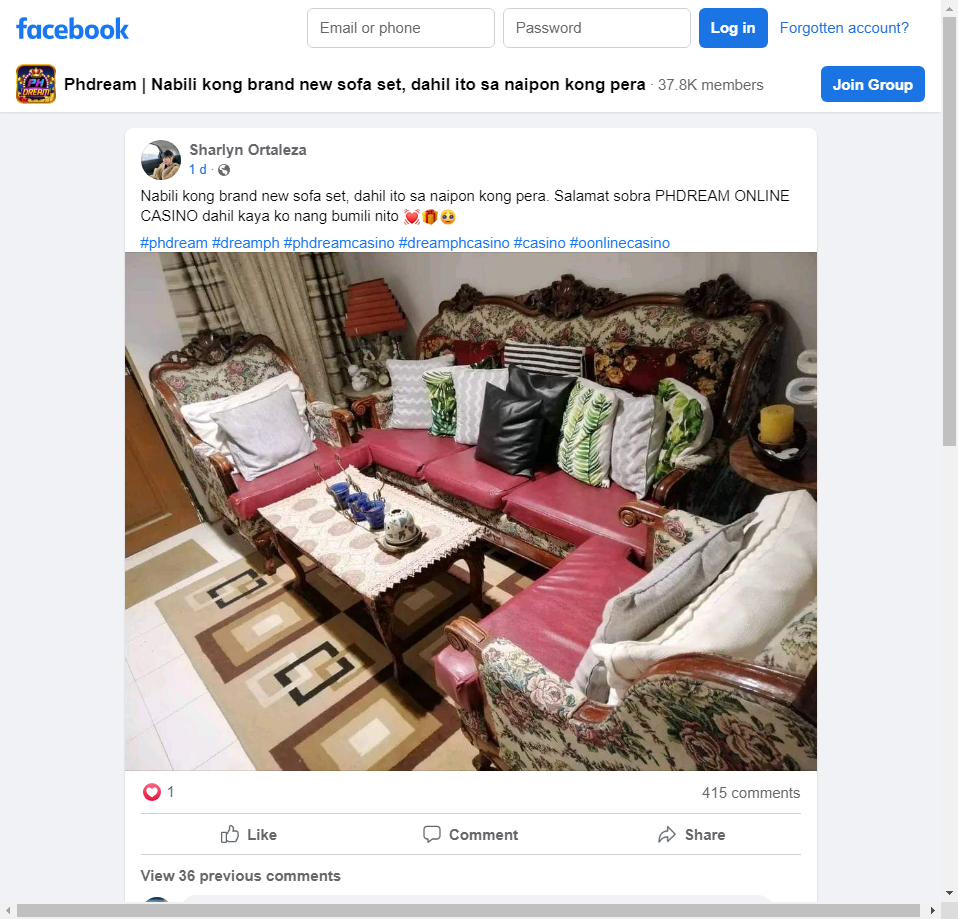 facebook
Email or phone
Password
Log in
Forgotten account?
PH DREAM
Phdream | Nabili kong brand new sofa set, dahil ito sa naipon kong pera · 37.8K members
Join Group
Sharlyn Ortaleza
1 d ·
Nabili kong brand new sofa set, dahil ito sa naipon kong pera. Salamat sobra PHDREAM ONLINE
CASINO dahil kaya ko nang bumili nito 💓🎁🥹
#phdream #dreamph #phdreamcasino #dreamphcasino #casino #oonlinecasino
1
415 comments
Like
Comment
Share
View 36 previous comments